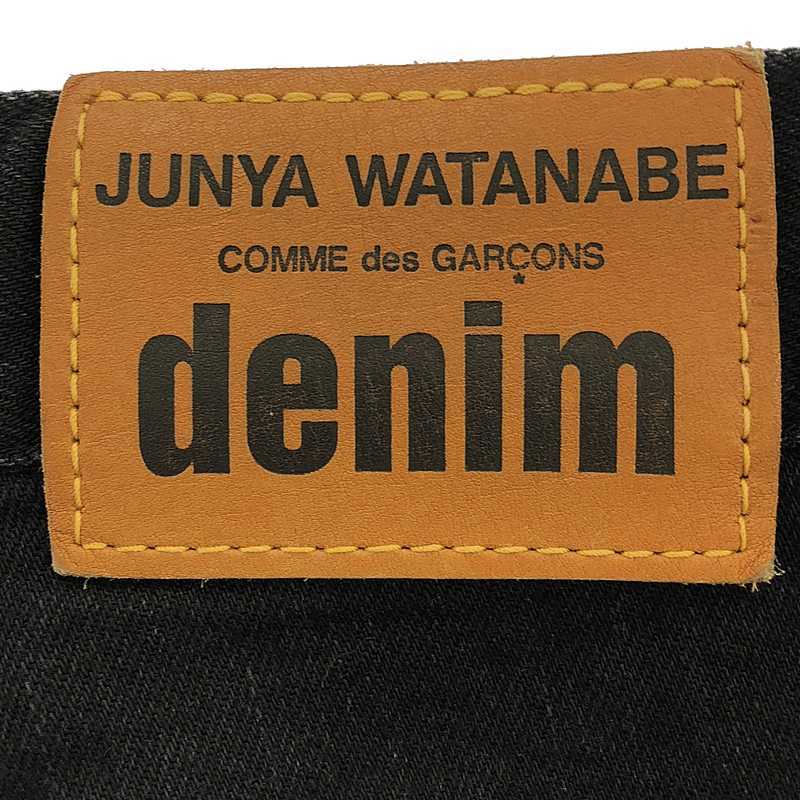 JUNYA WATANABE
COMME des GARÇONS
denim